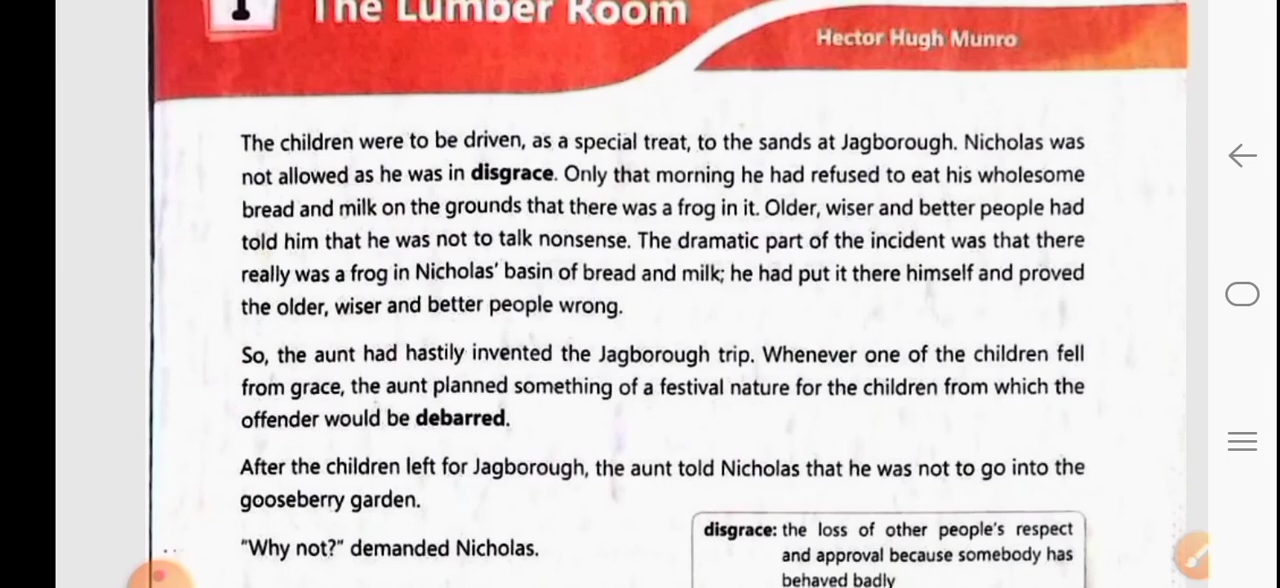 1 The Lumber Room
Hector Hugh Munro
The children were to be driven, as a special treat, to the sands at Jagborough. Nicholas was
not allowed as he was in disgrace. Only that morning he had refused to eat his wholesome
bread and milk on the grounds that there was a frog in it. Older, wiser and better people had
told him that he was not to talk nonsense. The dramatic part of the incident was that there
really was a frog in Nicholas' basin of bread and milk; he had put it there himself and proved
the older, wiser and better people wrong.
So, the aunt had hastily invented the Jagborough trip. Whenever one of the children fell
from grace, the aunt planned something of a festival nature for the children from which the
offender would be debarred.
After the children left for Jagborough, the aunt told Nicholas that he was not to go into the
gooseberry garden.
"Why not?" demanded Nicholas.
disgrace: the loss of other people's respect
and approval because somebody has
behaved badly